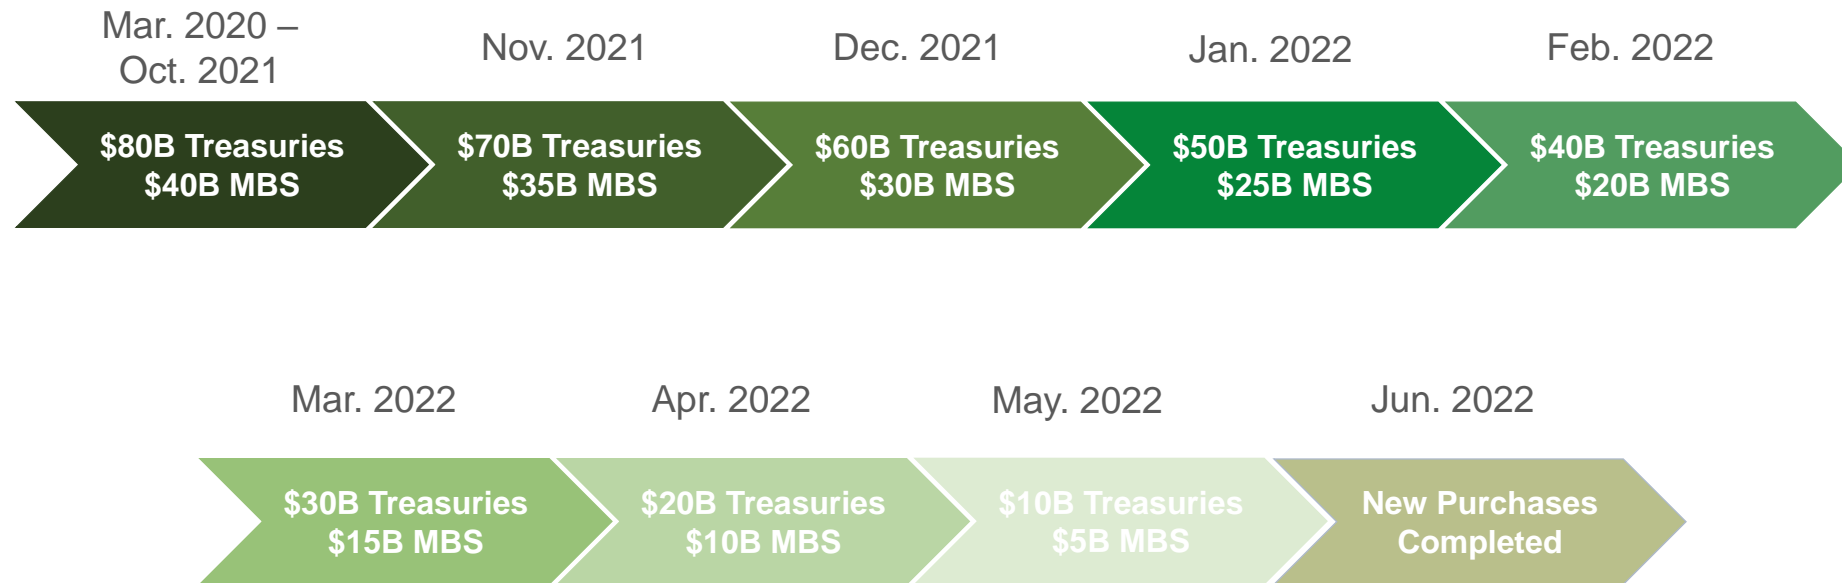 Mar. 2020 –
Oct. 2021
Nov. 2021
Dec. 2021
Jan. 2022
Feb. 2022
$80B Treasuries
$40B MBS
$70B Treasuries
$35B MBS
$60B Treasuries
$30B MBS
$50B Treasuries
$25B MBS
$40B Treasuries
$20B MBS
Mar. 2022
Apr. 2022
May. 2022
Jun. 2022
$30B Treasuries
$15B MBS
$20B Treasuries
$10B MBS
$10B Treasuries
$5B MBS
New Purchases
Completed